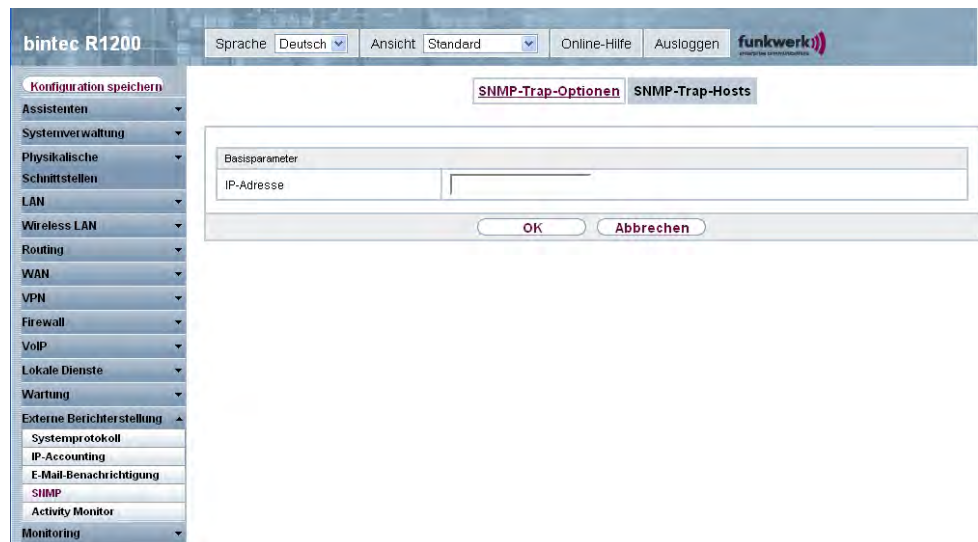 bintec R1200
Sprache Deutsch Ansicht Standard Online-Hilfe Ausloggen funkwerk
Konfiguration speichern
Assistenten
Systemverwaltung
Physikalische
Schnittstellen
LAN
Wireless LAN
Routing
WAN
VPN
Firewall
VoIP
Lokale Dienste
Wartung
Externe Berichterstellung
Systemprotokoll
IP-Accounting
E-Mail-Benachrichtigung
SNMP
Activity Monitor
Monitoring
SNMP-Trap-Optionen SNMP-Trap-Hosts
Basisparameter
IP-Adresse
OK Abbrechen